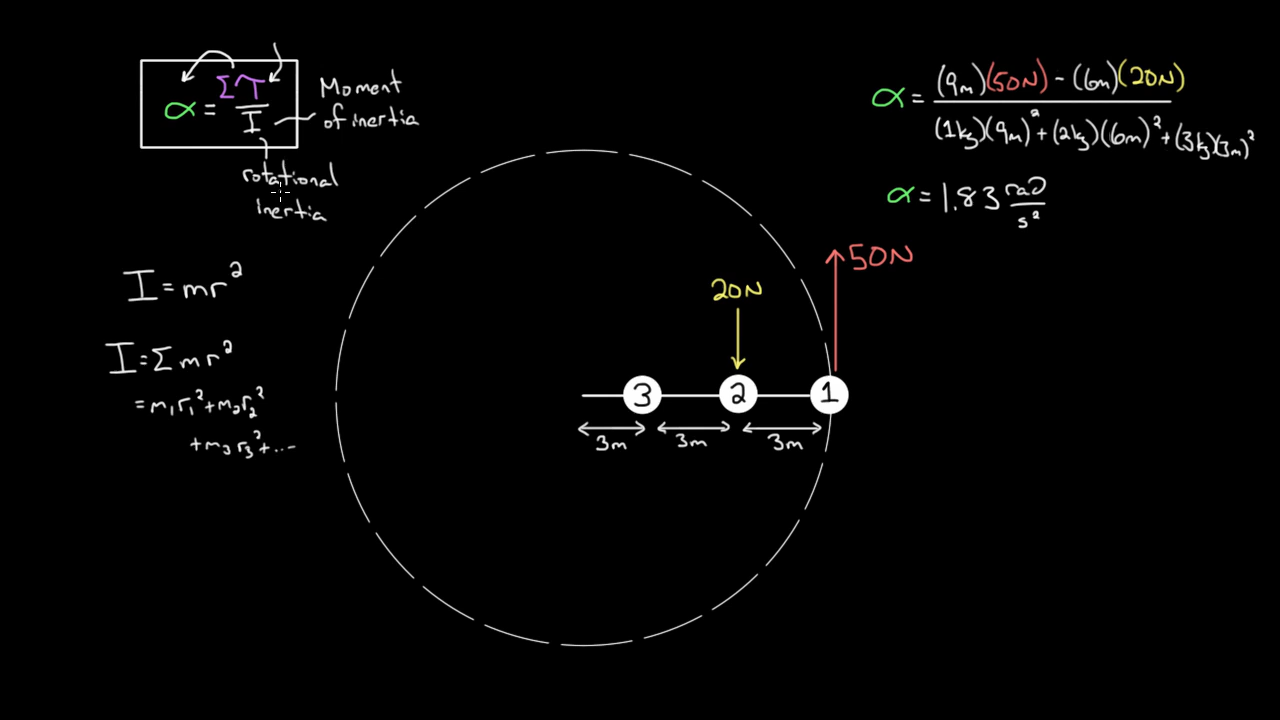 α = Στ / I
Moment
of inertia
rotational
inertia
I = mr²
I = Σmr²
= m₁r₁² + m₂r₂²
+ m₃r₃² + ...
α = ((9m)(50N) - (6m)(20N)) / ((1kg)(9m)² + (2kg)(6m)² + (3kg)(3m)²)
α = 1.83 rad/s²
50N
20N
3 2 1
3m 3m 3m